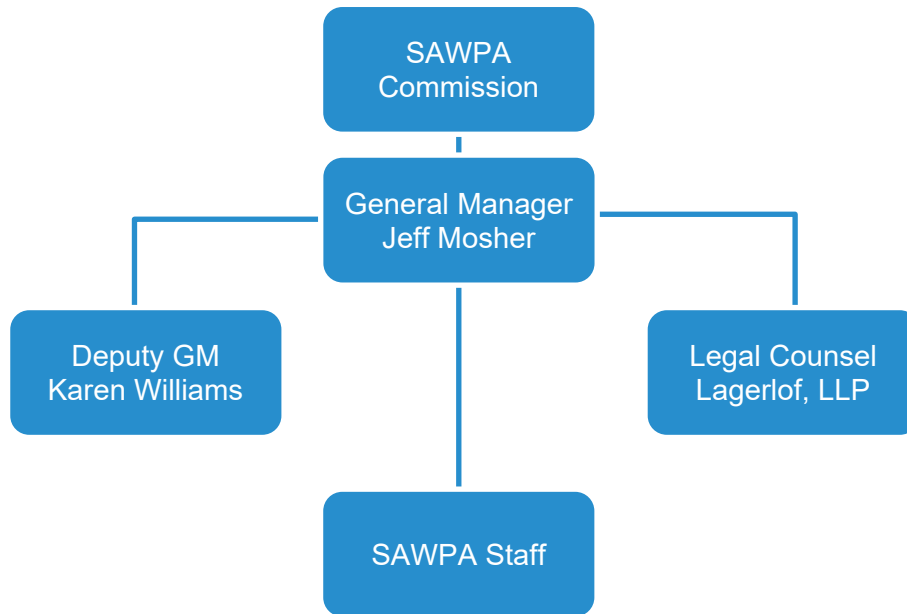 SAWPA
Commission
General Manager
Jeff Mosher
Deputy GM
Karen Williams
Legal Counsel
Lagerlof, LLP
SAWPA Staff